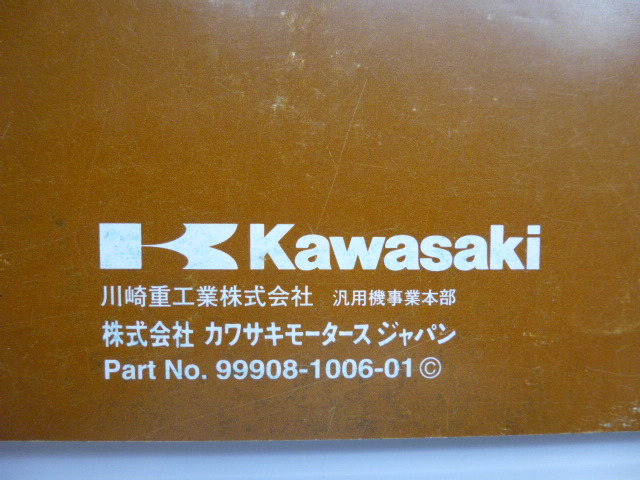 Kawasaki
川崎重工業株式会社 汎用機事業本部
株式会社 カワサキモータース ジャパン
Part No. 99908-1006-01 ©